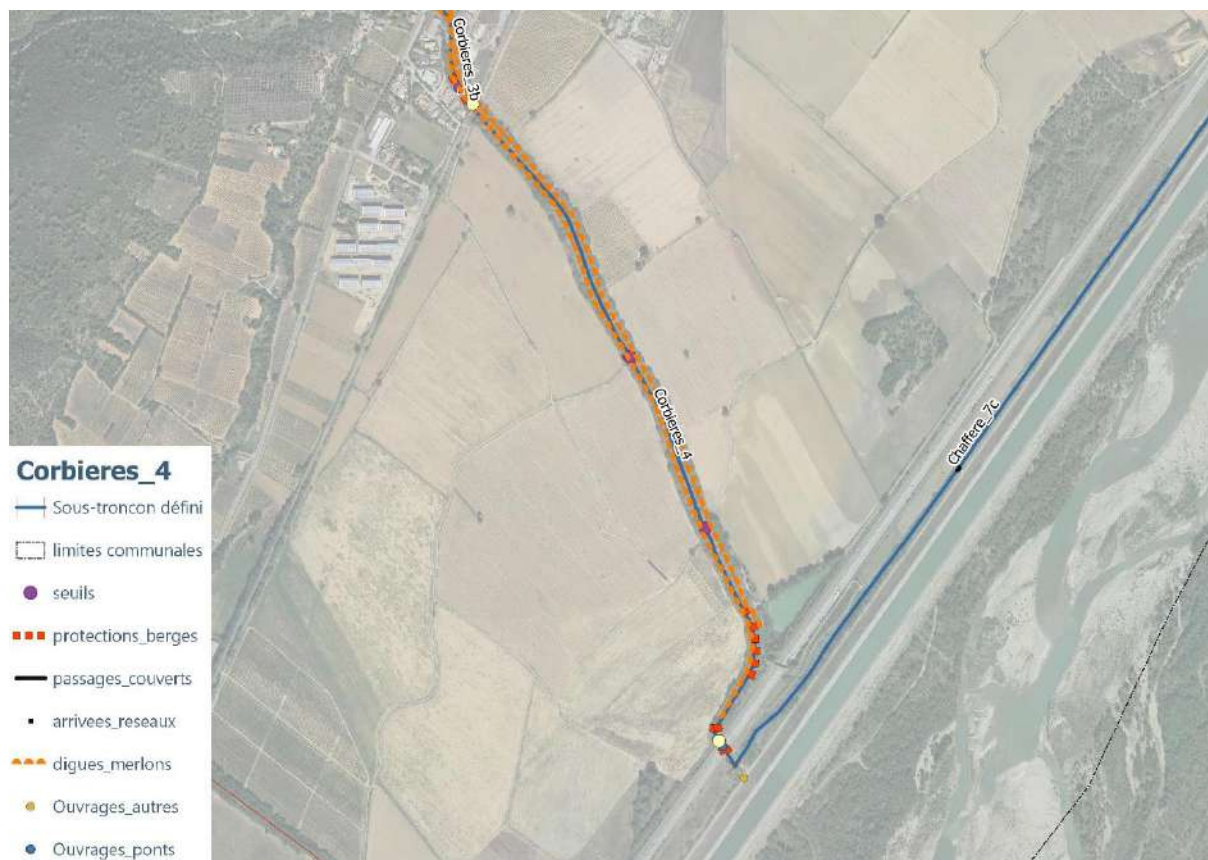 Corbieres_3b
Corbieres_4
Chaffere_7c
Corbieres_4
Sous-troncon défini
limites communales
seuils
protections_berges
passages_couverts
arrivees_reseaux
digues_merlons
Ouvrages_autres
Ouvrages_ponts